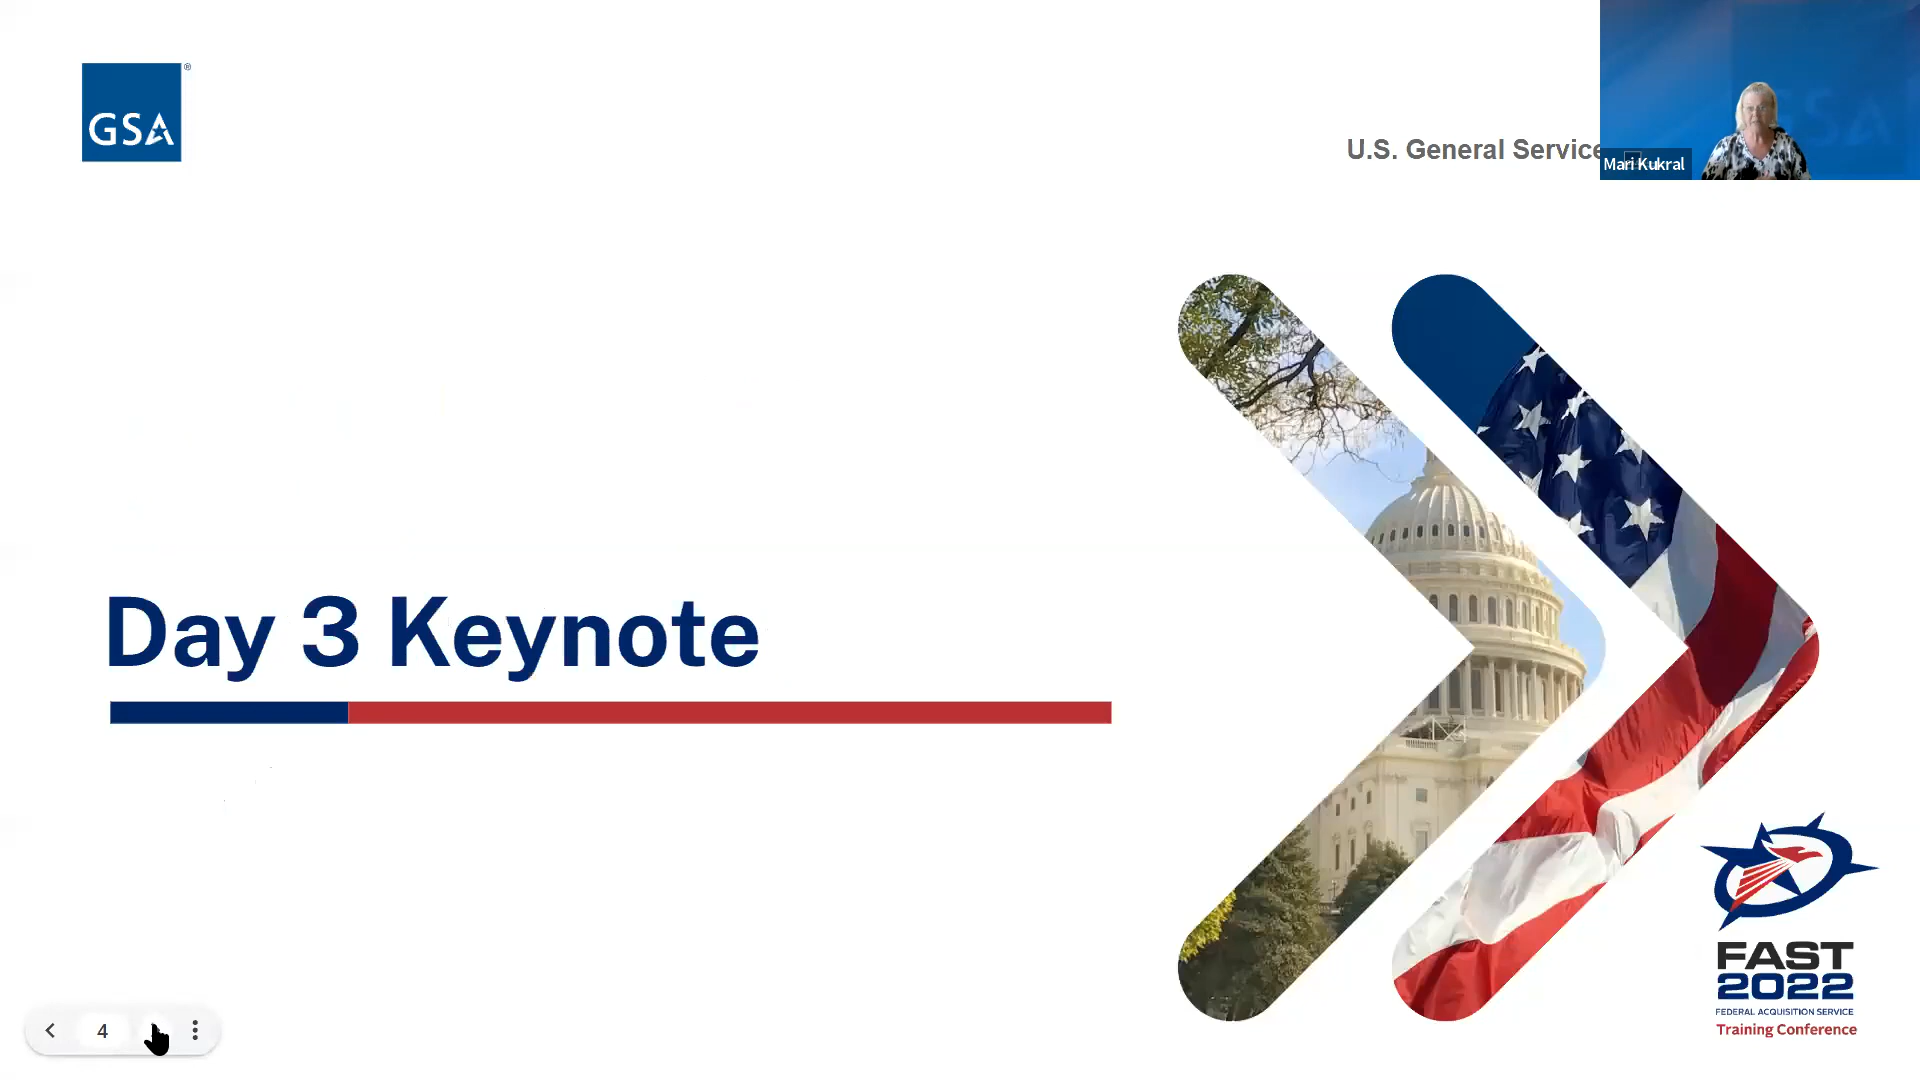 GSA
®
U.S. General Service
Mari Kukral
Day 3 Keynote
FAST
2022
FEDERAL ACQUISITION SERVICE
Training Conference
4